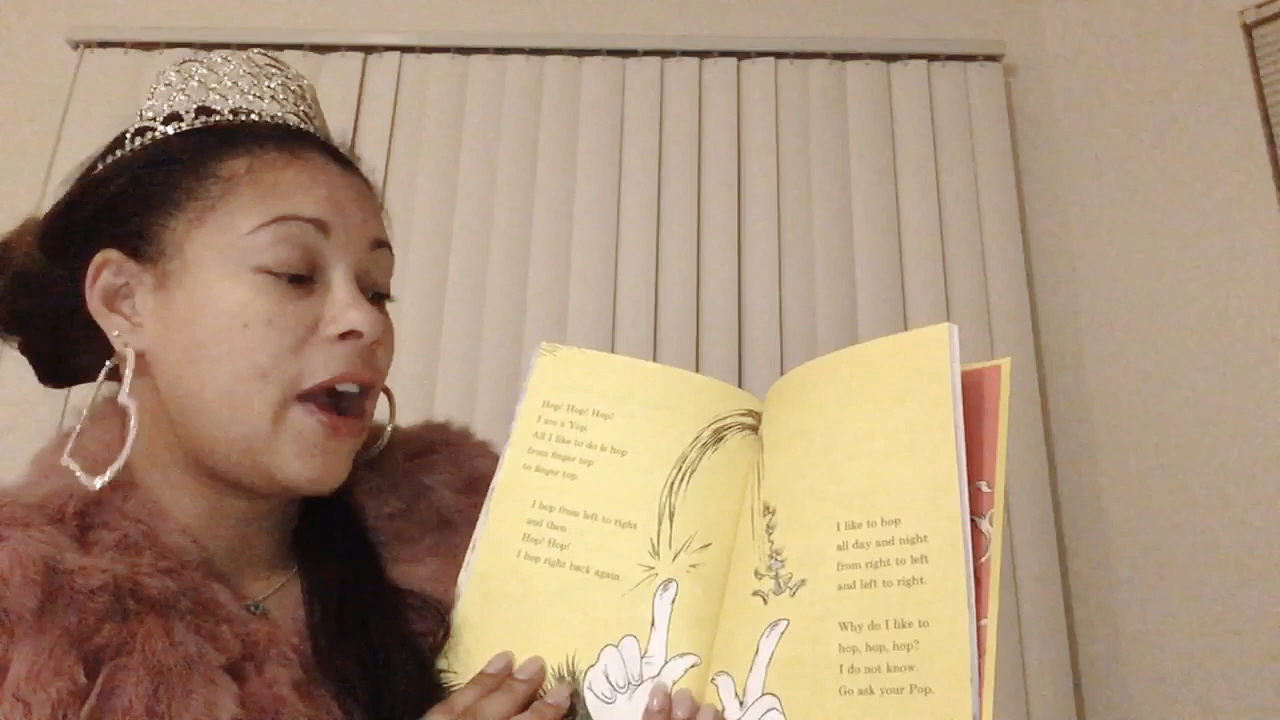 Hop! Hop! Hop!
I am a Yop.
All I like to do is hop
from finger top
to finger top.
I hop from left to right
and then
Hop! Hop!
I hop right back again.
I like to hop
all day and night
from right to left
and left to right.
Why do I like to
hop, hop, hop?
I do not know.
Go ask your Pop.